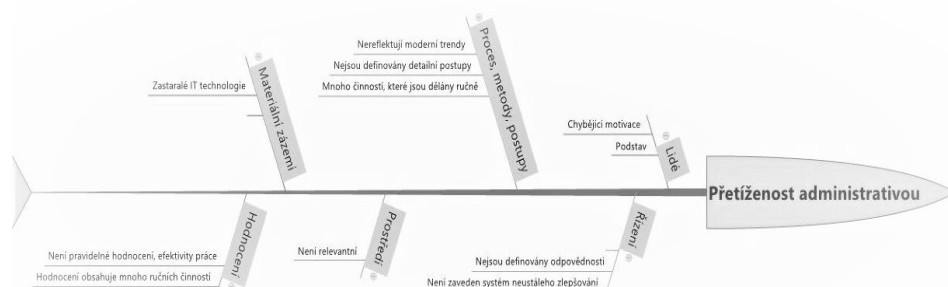 Nereflektují moderní trendy
Nejsou definovány detailní postupy
Mnoho činností, které jsou dělány ručně
Proces, metody, postupy
Zastaralé IT technologie
Materiální zázemí
Chybějící motivace
Podstav
Lidé
Přetíženost administrativou
Hodnocení
Není pravidelné hodnocení, efektivity práce
Hodnocení obsahuje mnoho ručních činností
Prostředí
Není relevantní
Řízení
Nejsou definovány odpovědnosti
Není zaveden systém neustálého zlepšování